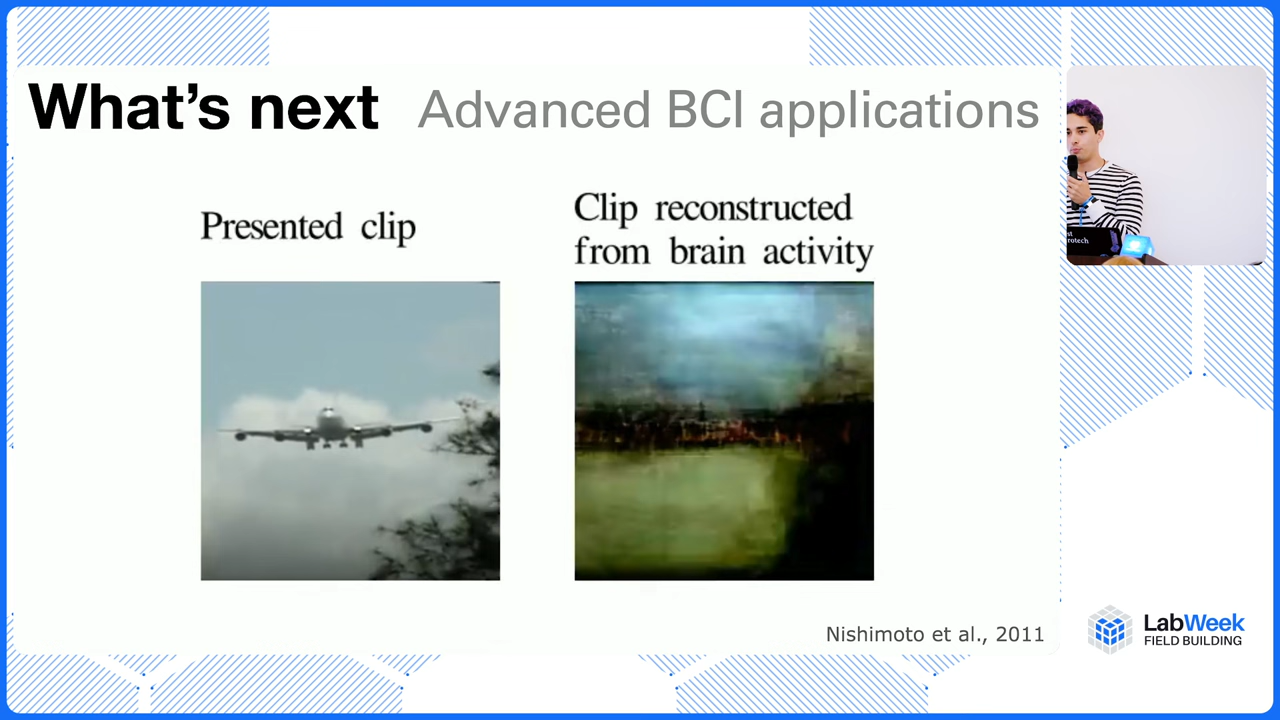 What's next Advanced BCI applications
Presented clip
Clip reconstructed
from brain activity
Nishimoto et al., 2011
LabWeek
FIELD BUILDING